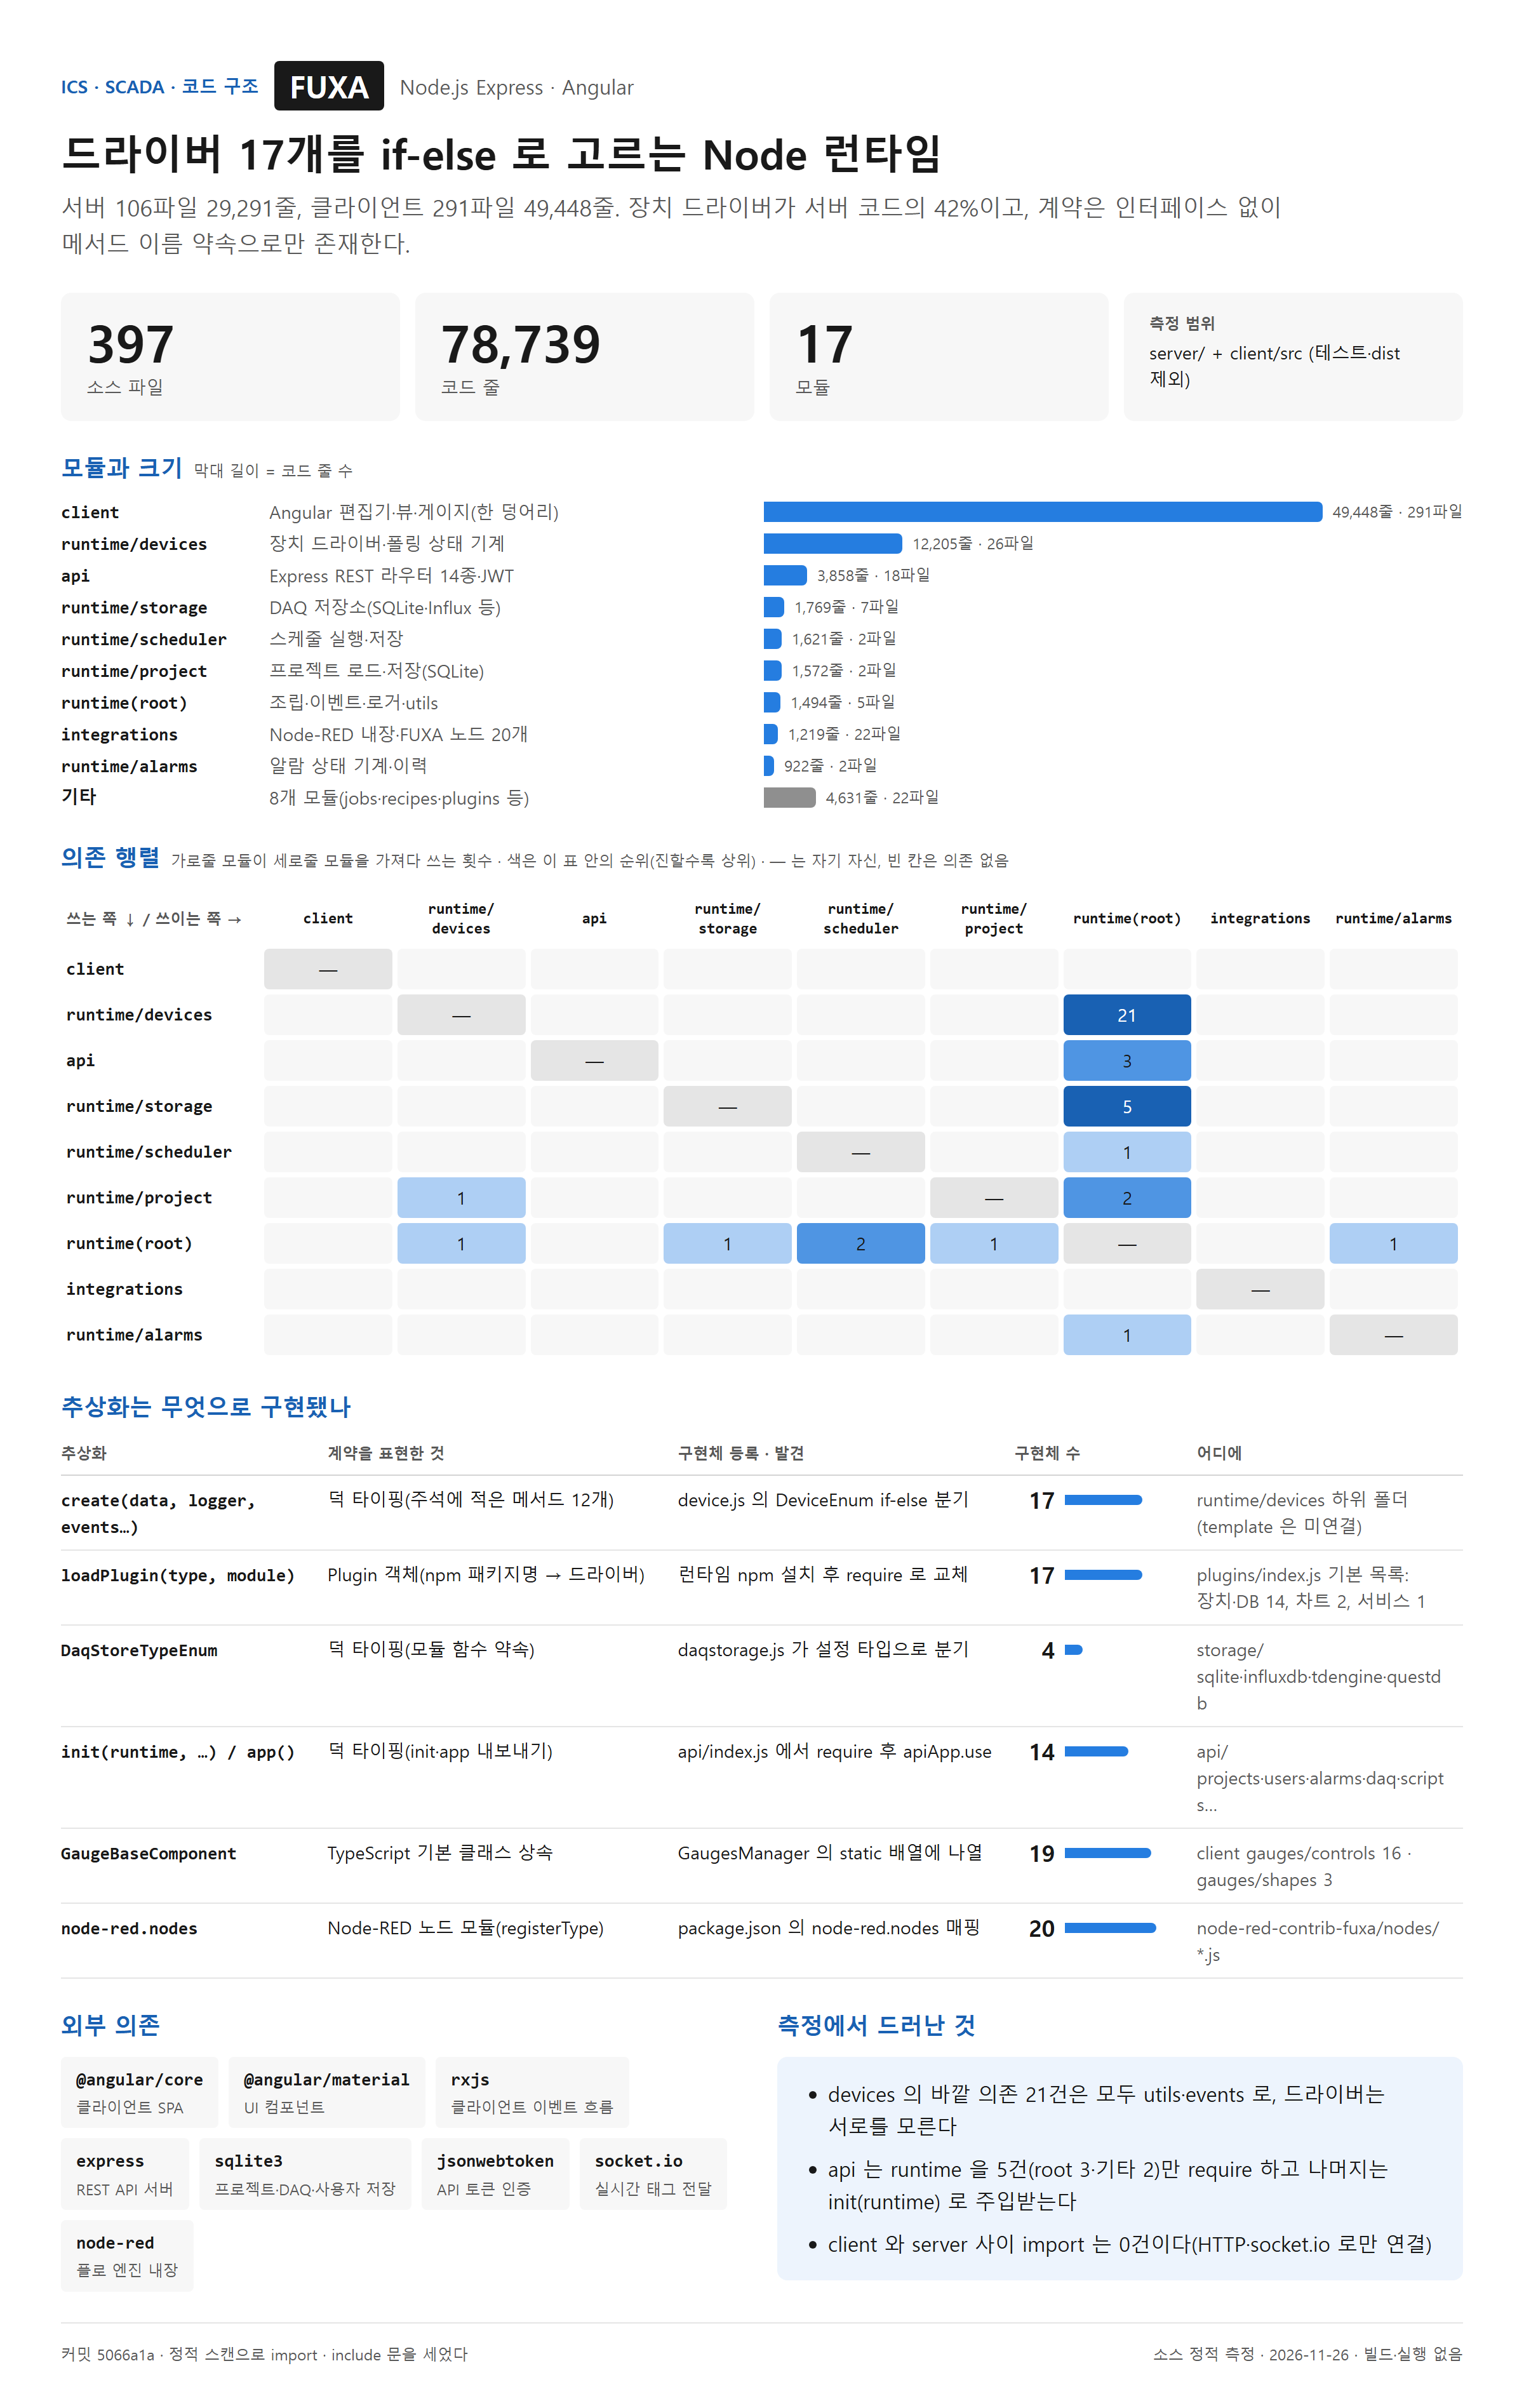 ICS · SCADA · 코드 구조 FUXA Node.js Express · Angular
드라이버 17개를 if-else 로 고르는 Node 런타임
서버 106파일 29,291줄, 클라이언트 291파일 49,448줄. 장치 드라이버가 서버 코드의 42%이고, 계약은 인터페이스 없이
메서드 이름 약속으로만 존재한다.
397
소스 파일
78,739
코드 줄
17
모듈
측정 범위
server/ + client/src (테스트·dist
제외)
모듈과 크기 막대 길이 = 코드 줄 수
client Angular 편집기·뷰·게이지(한 덩어리) 49,448줄 · 291파일
runtime/devices 장치 드라이버·폴링 상태 기계 12,205줄 · 26파일
api Express REST 라우터 14종·JWT 3,858줄 · 18파일
runtime/storage DAQ 저장소(SQLite·Influx 등) 1,769줄 · 7파일
runtime/scheduler 스케줄 실행·저장 1,621줄 · 2파일
runtime/project 프로젝트 로드·저장(SQLite) 1,572줄 · 2파일
runtime(root) 조립·이벤트·로거·utils 1,494줄 · 5파일
integrations Node-RED 내장·FUXA 노드 20개 1,219줄 · 22파일
runtime/alarms 알람 상태 기계·이력 922줄 · 2파일
기타 8개 모듈(jobs·recipes·plugins 등) 4,631줄 · 22파일
의존 행렬 가로줄 모듈이 세로줄 모듈을 가져다 쓰는 횟수 · 색은 이 표 안의 순위(진할수록 상위) · — 는 자기 자신, 빈 칸은 의존 없음
쓰는 쪽 ↓ / 쓰이는 쪽 → client runtime/devices api runtime/storage runtime/scheduler runtime/project runtime(root) integrations runtime/alarms
client —
runtime/devices — 21
api — 3
runtime/storage — 5
runtime/scheduler — 1
runtime/project 1 — 2
runtime(root) 1 1 2 1 — 1
integrations —
runtime/alarms 1 —
추상화는 무엇으로 구현됐나
추상화 계약을 표현한 것 구현체 등록 · 발견 구현체 수 어디에
create(data, logger, events…) 덕 타이핑(주석에 적은 메서드 12개) device.js 의 DeviceEnum if-else 분기 17 runtime/devices 하위 폴더
(template 은 미연결)
loadPlugin(type, module) Plugin 객체(npm 패키지명 → 드라이버) 런타임 npm 설치 후 require 로 교체 17 plugins/index.js 기본 목록:
장치·DB 14, 차트 2, 서비스 1
DaqStoreTypeEnum 덕 타이핑(모듈 함수 약속) daqstorage.js 가 설정 타입으로 분기 4 storage/
sqlite·influxdb·tdengine·questd
b
init(runtime, …) / app() 덕 타이핑(init·app 내보내기) api/index.js 에서 require 후 apiApp.use 14 api/
projects·users·alarms·daq·script
s…
GaugeBaseComponent TypeScript 기본 클래스 상속 GaugesManager 의 static 배열에 나열 19 client gauges/controls 16 ·
gauges/shapes 3
node-red.nodes Node-RED 노드 모듈(registerType) package.json 의 node-red.nodes 매핑 20 node-red-contrib-fuxa/nodes/
*.js
외부 의존
@angular/core
클라이언트 SPA
@angular/material
UI 컴포넌트
rxjs
클라이언트 이벤트 흐름
express
REST API 서버
sqlite3
프로젝트·DAQ·사용자 저장
jsonwebtoken
API 토큰 인증
socket.io
실시간 태그 전달
node-red
플로 엔진 내장
측정에서 드러난 것
• devices 의 바깥 의존 21건은 모두 utils·events 로, 드라이버는
서로를 모른다
• api 는 runtime 을 5건(root 3·기타 2)만 require 하고 나머지는
init(runtime) 로 주입받는다
• client 와 server 사이 import 는 0건이다(HTTP·socket.io 로만 연결)
커밋 5066a1a · 정적 스캔으로 import · include 문을 세었다
소스 정적 측정 · 2026-11-26 · 빌드·실행 없음